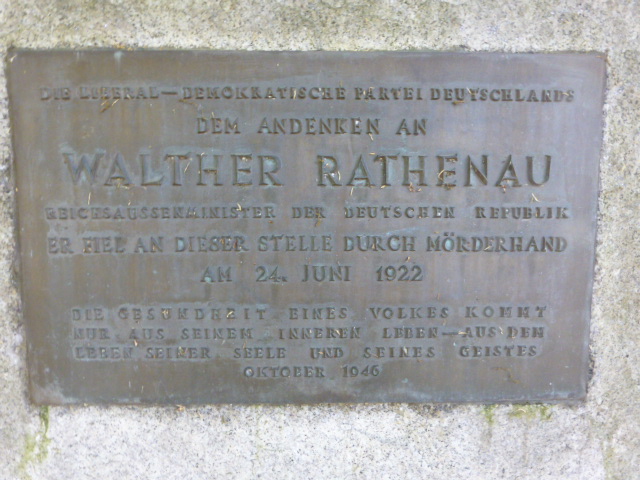 DIE LIBERAL-DEMOKRATISCHE PARTEI DEUTSCHLANDS
DEM ANDENKEN AN
WALTHER RATHENAU
REICHSAUSSENMINISTER DER DEUTSCHEN REPUBLIK
ER FIEL AN DIESER STELLE DURCH MÖRDERHAND
AM 24. JUNI 1922
DIE GESUNDHEIT EINES VOLKES KOMMT
NUR AUS SEINEM INNEREN LEBEN—AUS DEM
LEBEN SEINER SEELE UND SEINES GEISTES
OKTOBER 1946